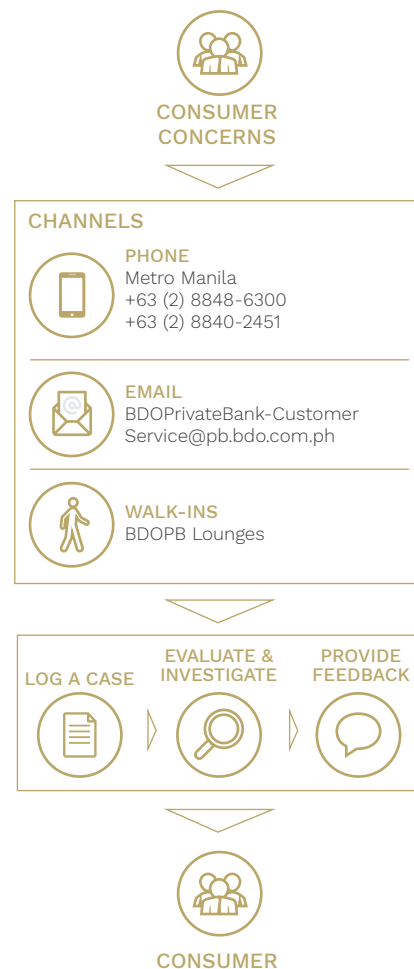 CONSUMER
CONCERNS
CHANNELS
PHONE
Metro Manila
+63 (2) 8848-6300
+63 (2) 8840-2451
EMAIL
BDOPrivateBank-Customer
Service@pb.bdo.com.ph
WALK-INS
BDOPB Lounges
LOG A CASE
EVALUATE &
INVESTIGATE
PROVIDE
FEEDBACK
CONSUMER